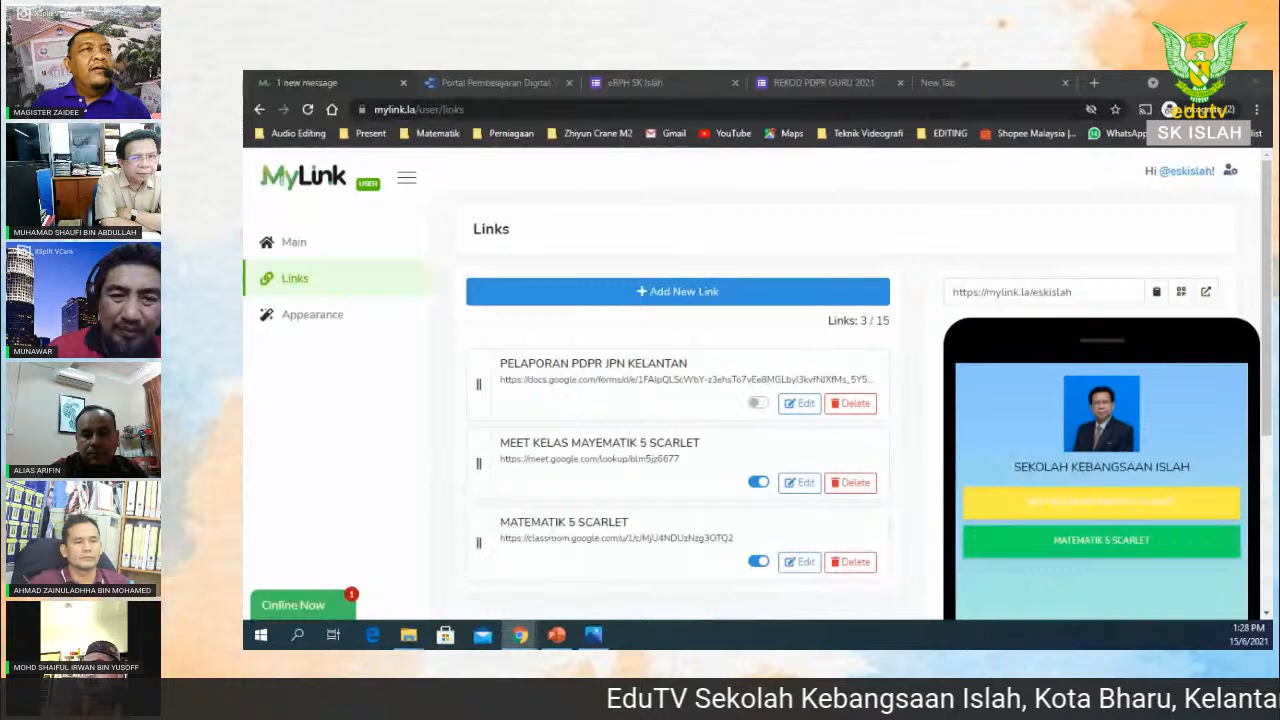 XSplit VCam
MAGISTER ZAIDEE
MUHAMAD SHAUFI BIN ABDULLAH
XSplit VCam
MUNAWAR
ALIAS ARIFIN
AHMAD ZAINULADHHA BIN MOHAMED
MOHD SHAIFUL IRWAN BIN YUSOFF
1 new message
Portal Pembelajaran Digital
eRPH SK Islah
REKOD PDPR GURU 2021
New Tab
mylink.la/user/links
(2)
Audio Editing
Present
Matematik
Perniagaan
Zhiyun Crane M2
Gmail
YouTube
Maps
Teknik Videografi
EDITING
Shopee Malaysia |...
WhatsApp
edutv
SK ISLAH
MyLink USER
Hi @eskislah!
Main
Links
Appearance
Links
+ Add New Link
Links: 3 / 15
PELAPORAN PDPR JPN KELANTAN
Edit
Delete
MEET KELAS MAYEMATIK 5 SCARLET
https://meet.google.com/lookup/blm5jz6677
Edit
Delete
MATEMATIK 5 SCARLET
https://classroom.google.com/u/1/c/MjU4NDUzNzg3OTQ2
Edit
Delete
https://mylink.la/eskislah
SEKOLAH KEBANGSAAN ISLAH
MATEMATIK 5 SCARLET
Online Now
1
1:28 PM
15/6/2021
EduTV Sekolah Kebangsaan Islah, Kota Bharu, Kelanta